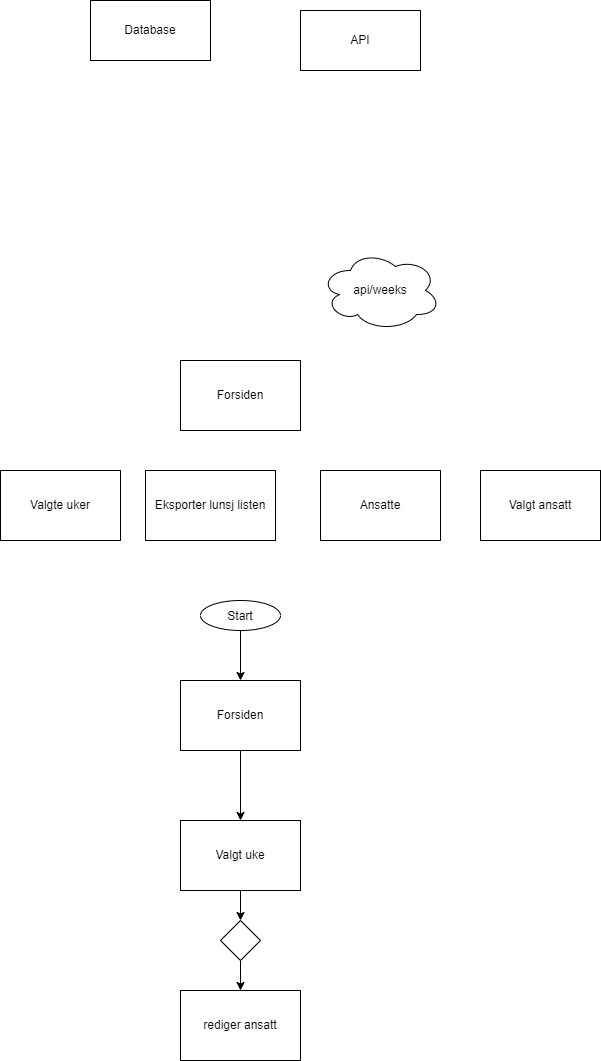 Database
API
api/weeks
Forsiden
Valgte uker
Eksporter lunsj listen
Ansatte
Valgt ansatt
Start
Forsiden
Valgt uke
rediger ansatt